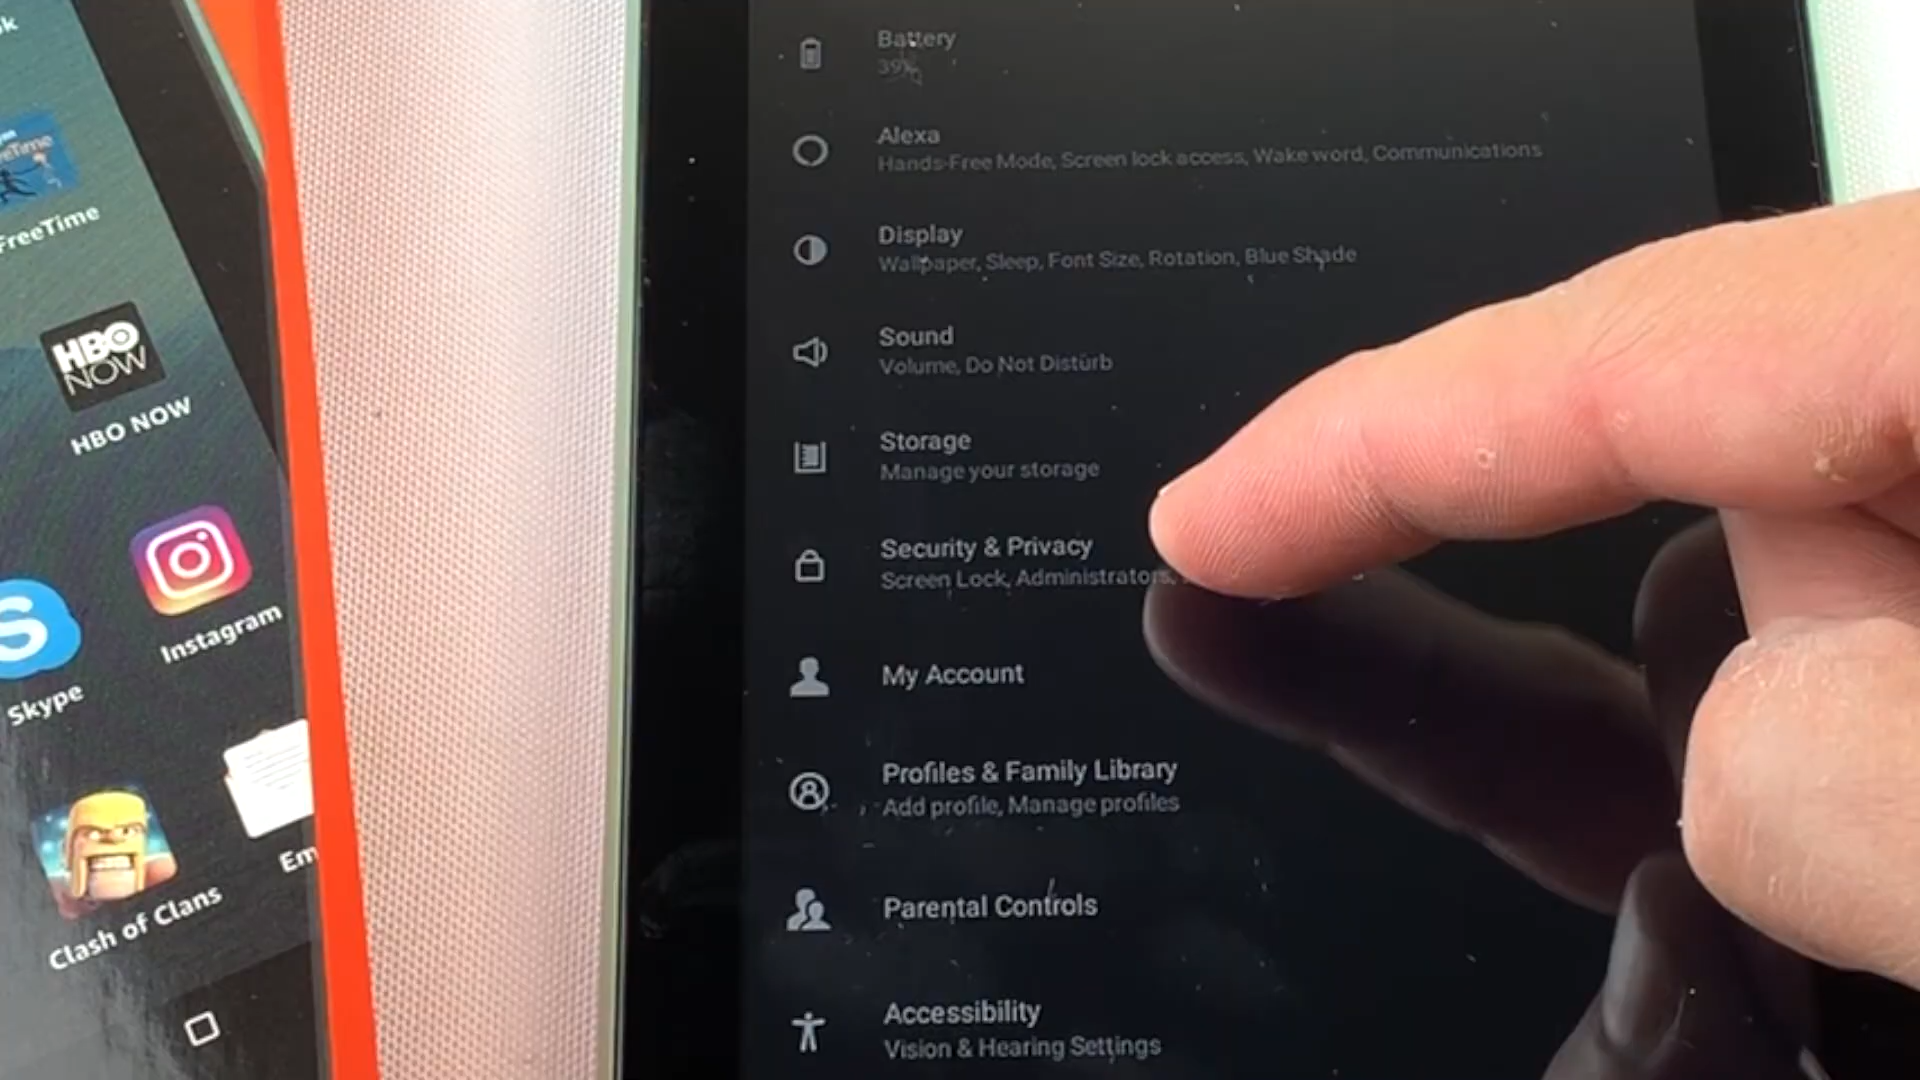 FreeTime
HBO
NOW
HBO NOW
Instagram
S
Skype
Em
Clash of Clans
Battery
39%
Alexa
Hands-Free Mode, Screen lock access, Wake word, Communications
Display
Wallpaper, Sleep, Font Size, Rotation, Blue Shade
Sound
Volume, Do Not Disturb
Storage
Manage your storage
Security & Privacy
Screen Lock, Administrators,
My Account
Profiles & Family Library
Add profile, Manage profiles
Parental Controls
Accessibility
Vision & Hearing Settings